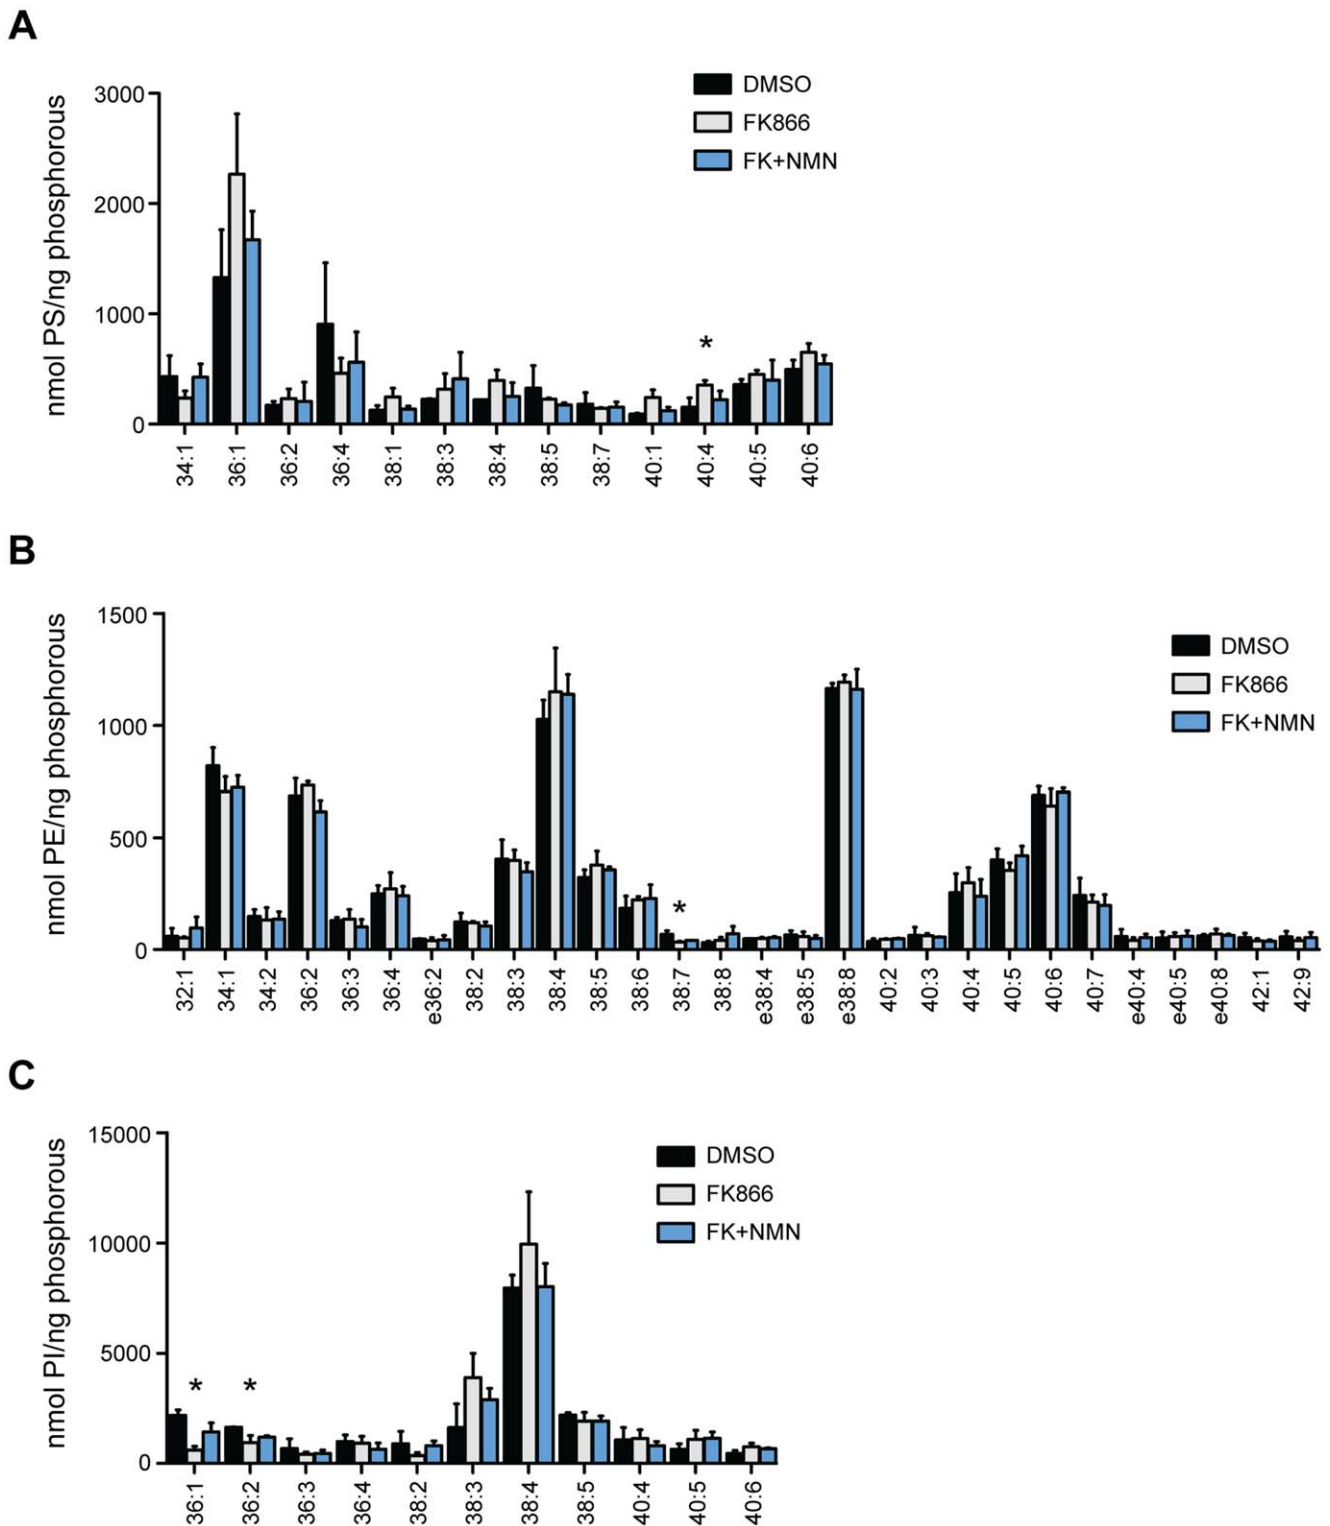 A
nmol PS/ng phosphorous
3000
2000
1000
0
DMSO
FK866
FK+NMN
*
34:1
36:1
36:2
36:4
38:1
38:3
38:4
38:5
38:7
40:1
40:4
40:5
40:6
B
nmol PE/ng phosphorous
1500
1000
500
0
DMSO
FK866
FK+NMN
*
32:1
34:1
34:2
36:2
36:3
36:4
e36:2
38:2
38:3
38:4
38:5
38:6
38:7
38:8
e38:4
e38:5
e38:8
40:2
40:3
40:4
40:5
40:6
40:7
e40:4
e40:5
e40:8
42:1
42:9
C
nmol PI/ng phosphorous
15000
10000
5000
0
DMSO
FK866
FK+NMN
*
*
36:1
36:2
36:3
36:4
38:2
38:3
38:4
38:5
40:4
40:5
40:6